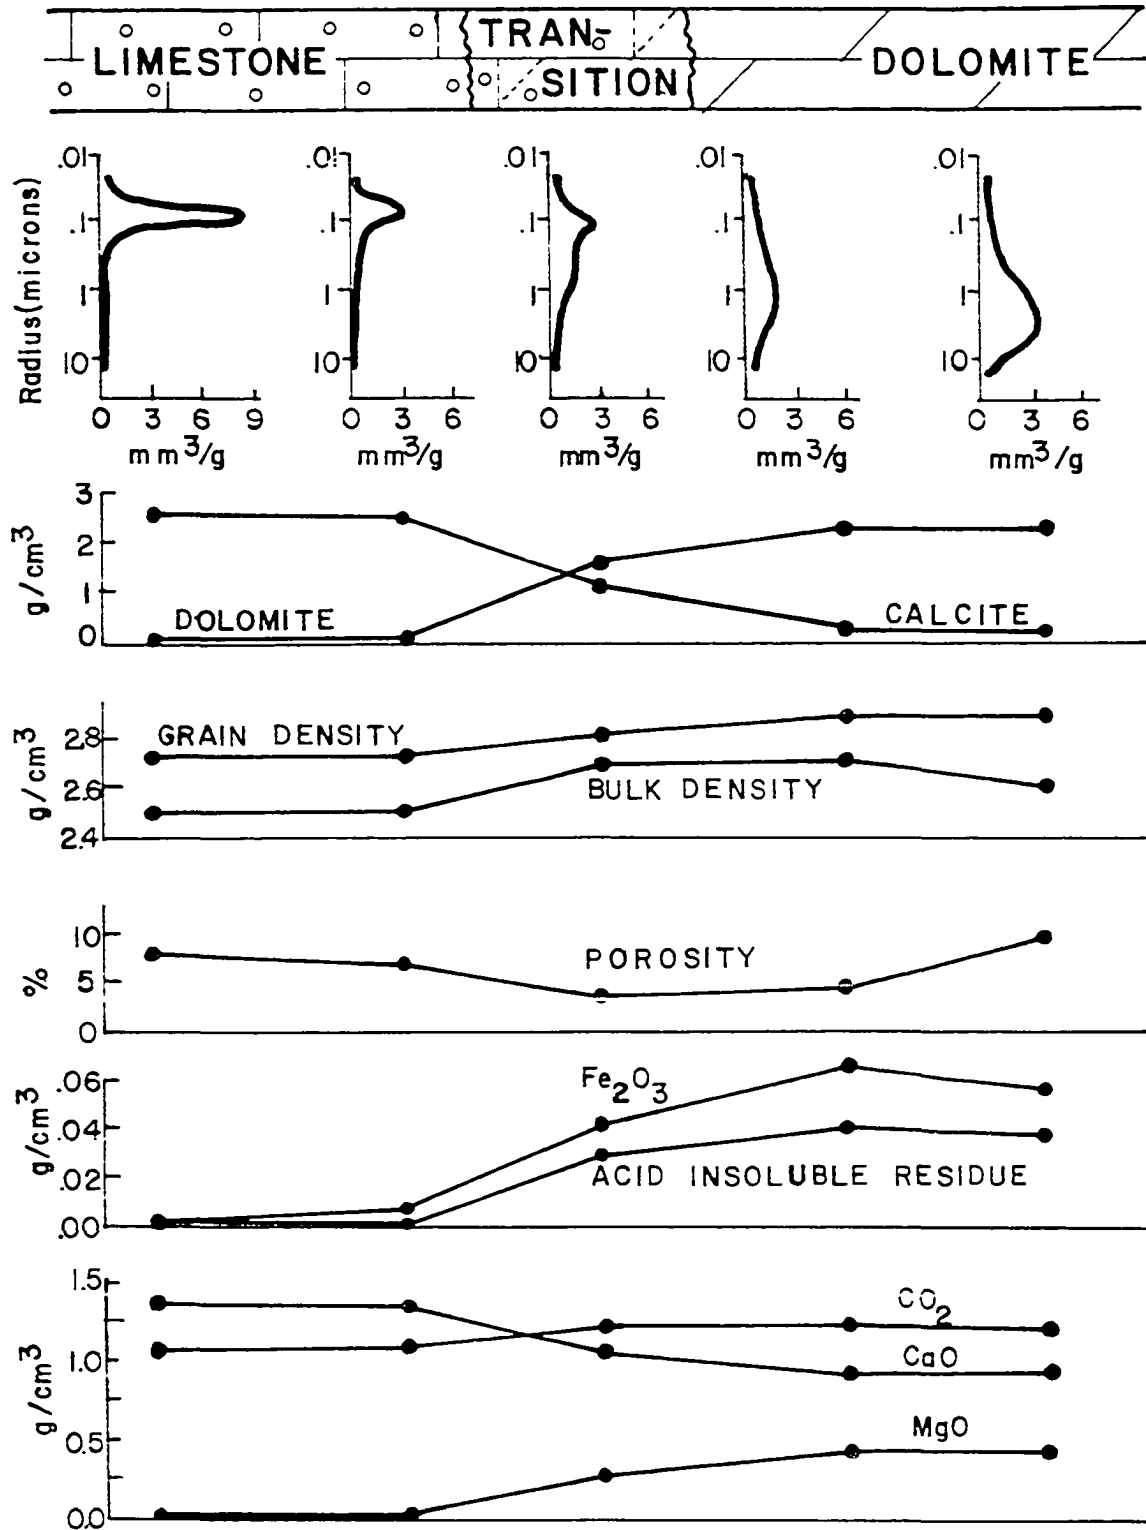 TRAN-
LIMESTONE
DOLOMITE
SITION
.01 .01 .01 .01 .01
.1 .1 .1 .1 .1
1 1 1 1
10 10 10 10 10
Radius(microns)
0 3 6 9 0 3 6 0 3 6 0 3 6 0 3 6
mm³/g mm³/g mm³/g mm³/g mm³/g
3
2
1
0
g/cm³
DOLOMITE
CALCITE
2.8
2.6
2.4
g/cm³
GRAIN DENSITY
BULK DENSITY
10
5
0
%
POROSITY
.06
.04
.02
.00
g/cm³
Fe₂O₃
ACID INSOLUBLE RESIDUE
1.5
1.0
0.5
0.0
g/cm³
CO₂
CaO
MgO